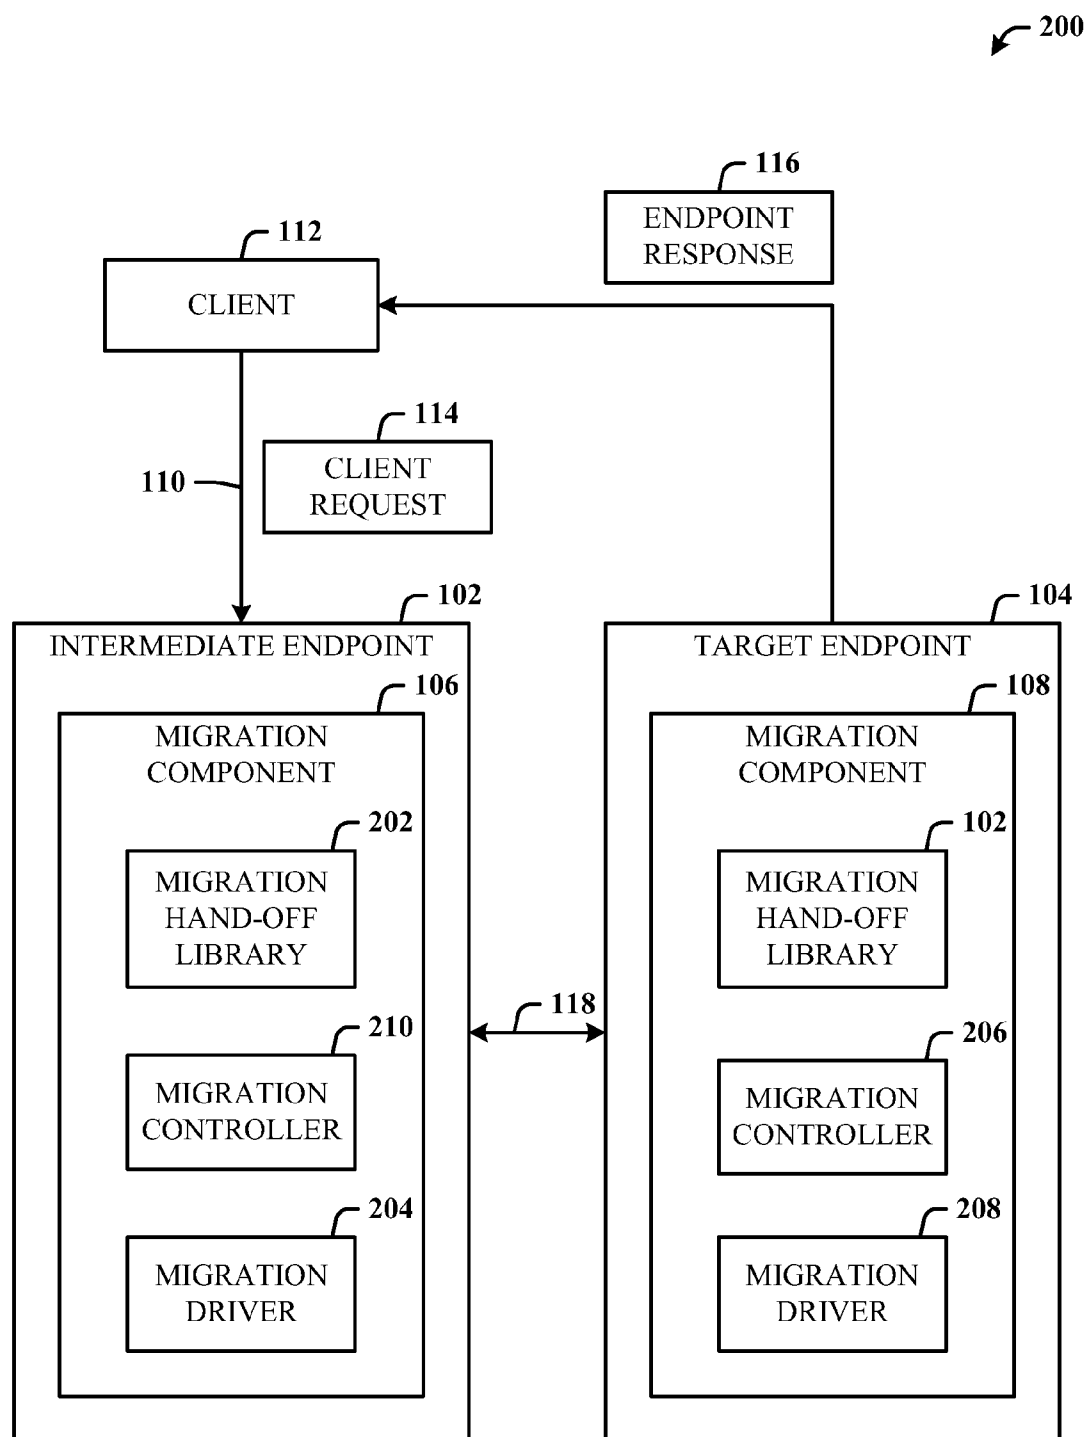 200
116
ENDPOINT
RESPONSE
112
CLIENT
114
CLIENT
REQUEST
110
102
INTERMEDIATE ENDPOINT
106
MIGRATION
COMPONENT
202
MIGRATION
HAND-OFF
LIBRARY
210
MIGRATION
CONTROLLER
204
MIGRATION
DRIVER
118
104
TARGET ENDPOINT
108
MIGRATION
COMPONENT
102
MIGRATION
HAND-OFF
LIBRARY
206
MIGRATION
CONTROLLER
208
MIGRATION
DRIVER